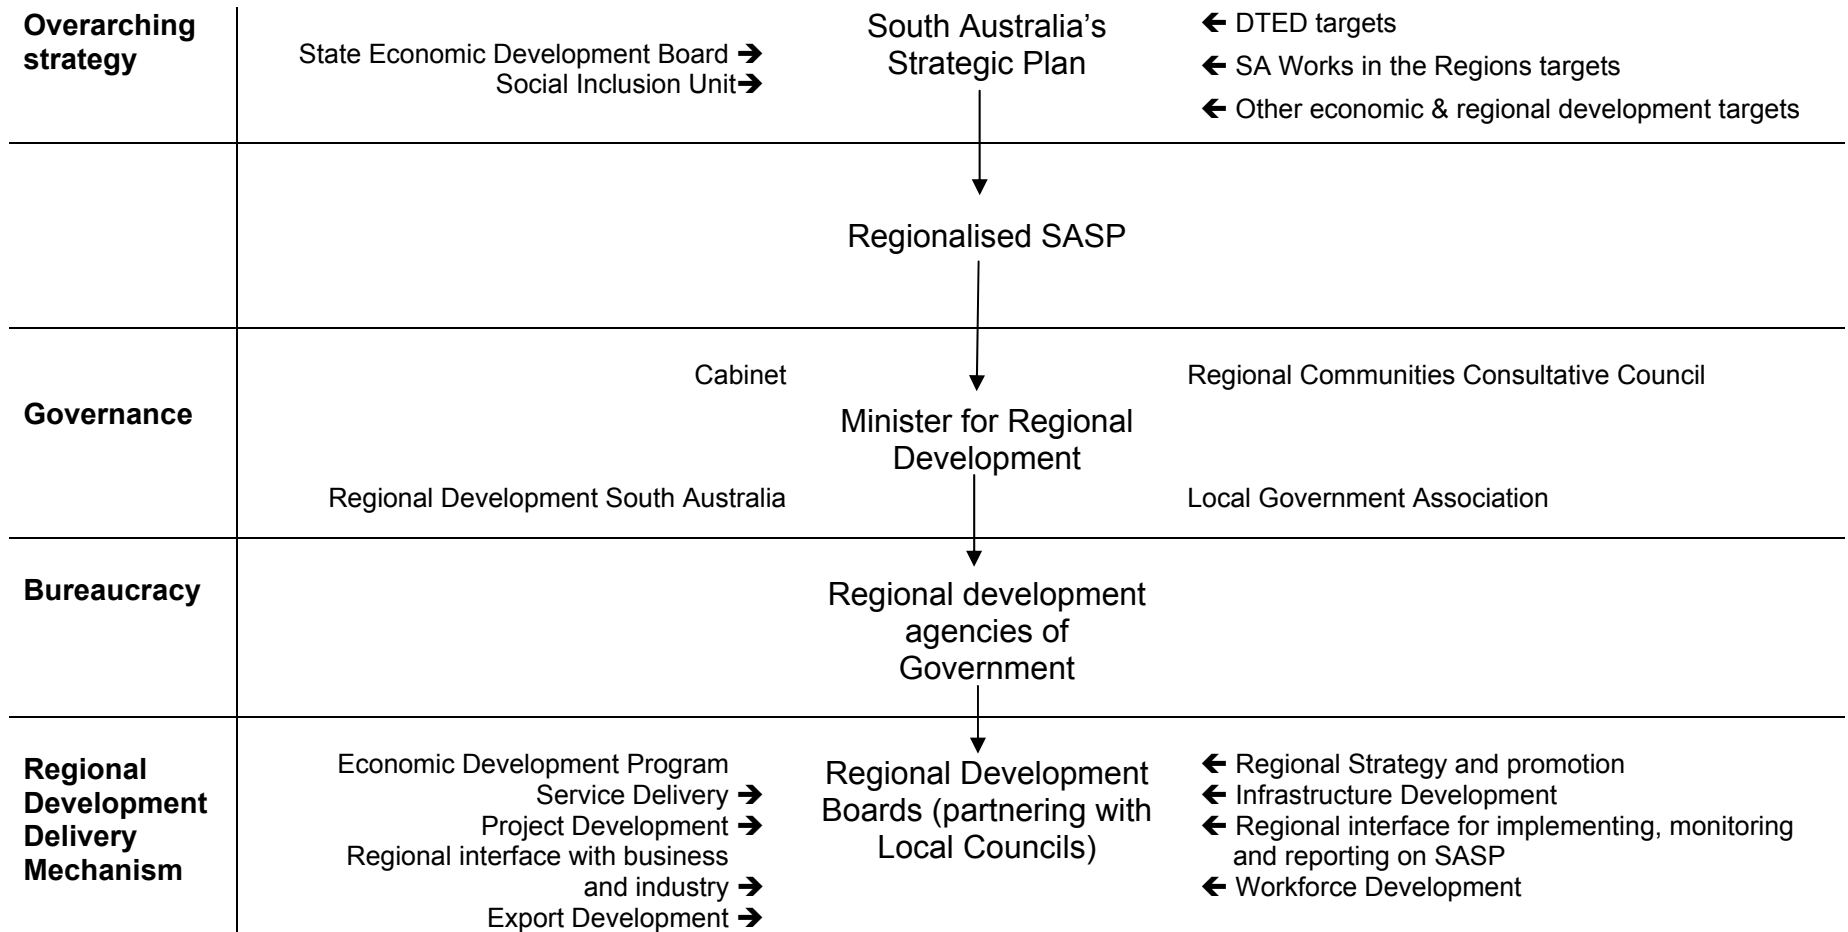 Overarching
strategy
State Economic Development Board ➔
Social Inclusion Unit➔
South Australia’s
Strategic Plan
🡨 DTED targets
🡨 SA Works in the Regions targets
🡨 Other economic & regional development targets
Regionalised SASP
Governance
Cabinet
Regional Development South Australia
Minister for Regional
Development
Regional Communities Consultative Council
Local Government Association
Bureaucracy
Regional development
agencies of
Government
Regional
Development
Delivery
Mechanism
Economic Development Program
Service Delivery ➔
Project Development ➔
Regional interface with business
and industry ➔
Export Development ➔
Regional Development
Boards (partnering with
Local Councils)
🡨 Regional Strategy and promotion
🡨 Infrastructure Development
🡨 Regional interface for implementing, monitoring
and reporting on SASP
🡨 Workforce Development